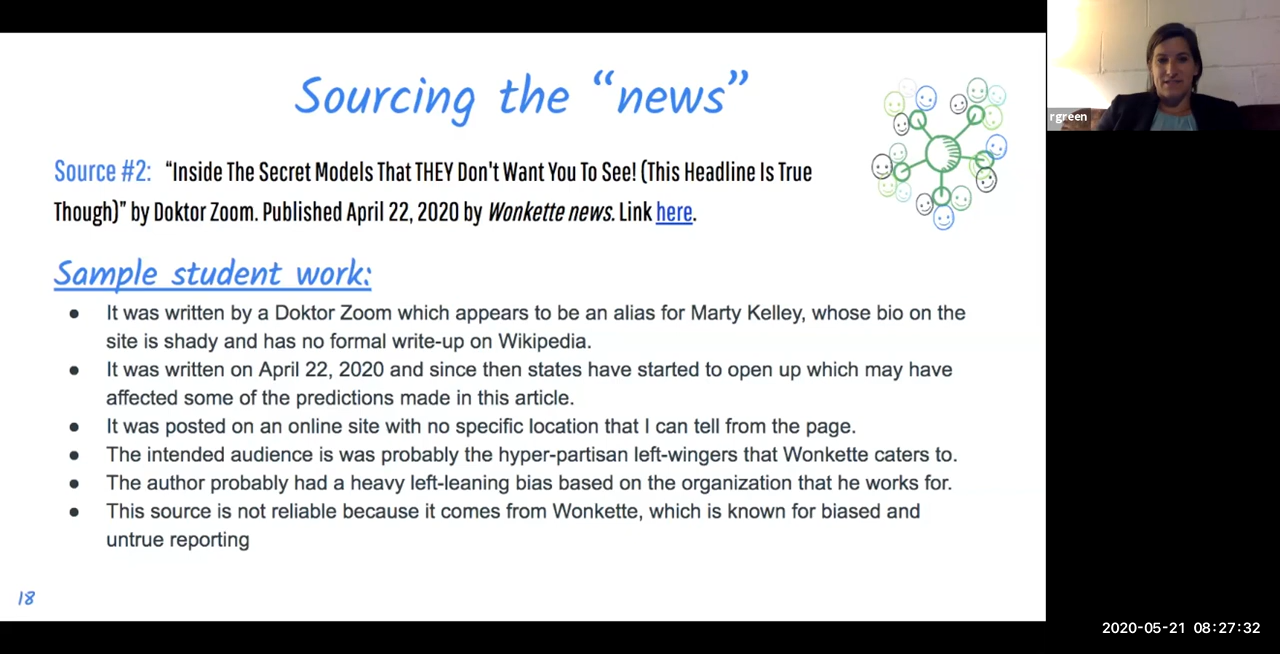 Sourcing the “news”
rgreen
Source #2: “Inside The Secret Models That THEY Don't Want You To See! (This Headline Is True
Though)” by Doktor Zoom. Published April 22, 2020 by Wonkette news. Link here.
Sample student work:
● It was written by a Doktor Zoom which appears to be an alias for Marty Kelley, whose bio on the
site is shady and has no formal write-up on Wikipedia.
● It was written on April 22, 2020 and since then states have started to open up which may have
affected some of the predictions made in this article.
● It was posted on an online site with no specific location that I can tell from the page.
● The intended audience is was probably the hyper-partisan left-wingers that Wonkette caters to.
● The author probably had a heavy left-leaning bias based on the organization that he works for.
● This source is not reliable because it comes from Wonkette, which is known for biased and
untrue reporting
18
2020-05-21 08:27:32